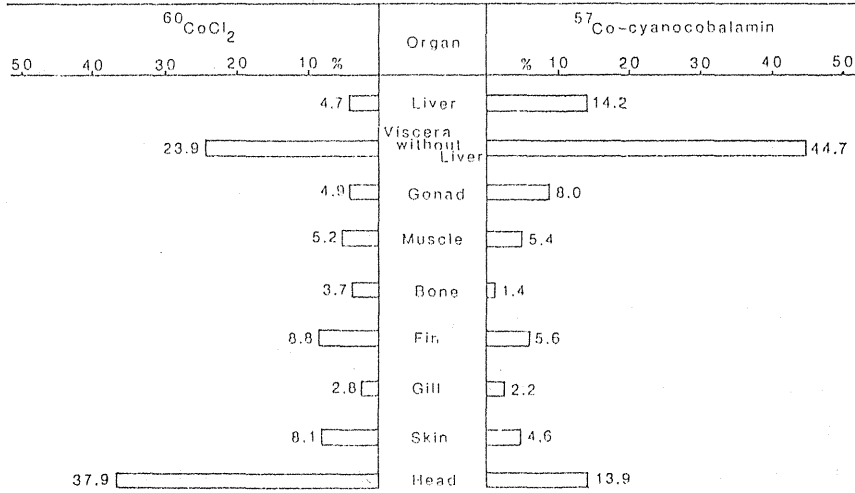 60CoCl2 Organ 57Co-cyanocobalamin
50 40 30 20 10 % % 10 20 30 40 50
4.7 Liver 14.2
23.9 Viscera without Liver 44.7
4.9 Gonad 8.0
5.2 Muscle 5.4
3.7 Bone 1.4
8.8 Fin 5.6
2.8 Gill 2.2
8.1 Skin 4.6
37.9 Head 13.9